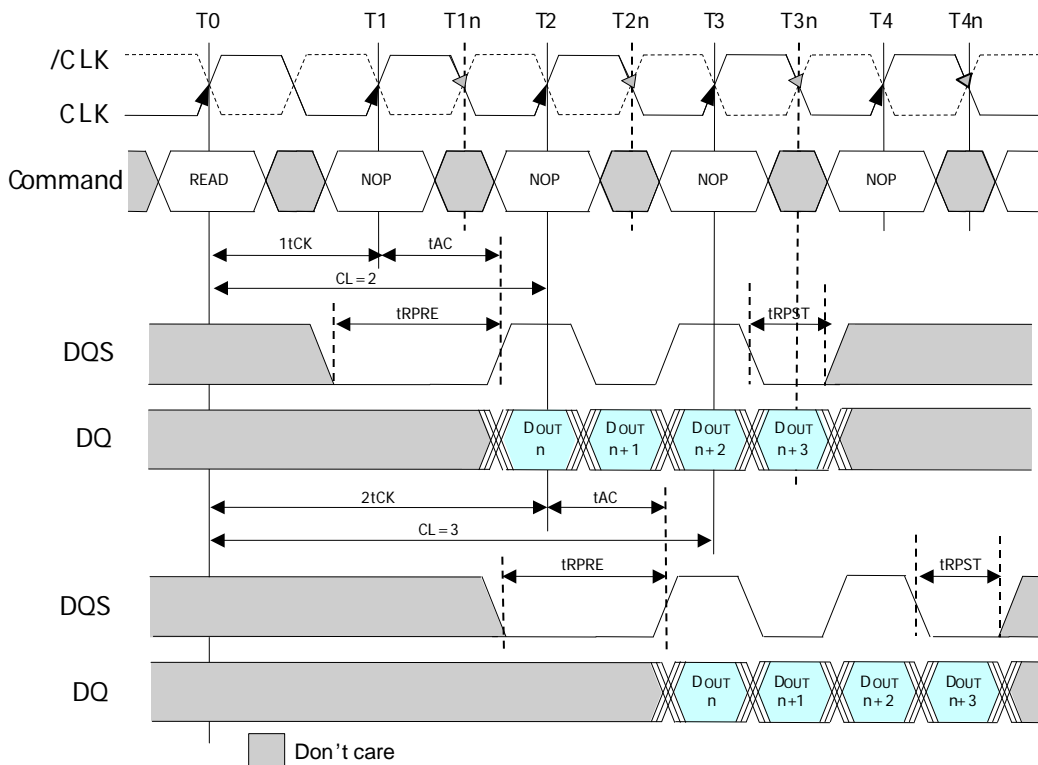 T0 T1 T1n T2 T2n T3 T3n T4 T4n
/CLK
CLK
Command READ NOP NOP NOP NOP
1tCK tAC
CL=2
tRPRE tRPST
DQS
DQ DOUT n DOUT n+1 DOUT n+2 DOUT n+3
2tCK tAC
CL=3
tRPRE tRPST
DQS
DQ DOUT n DOUT n+1 DOUT n+2 DOUT n+3
Don't care